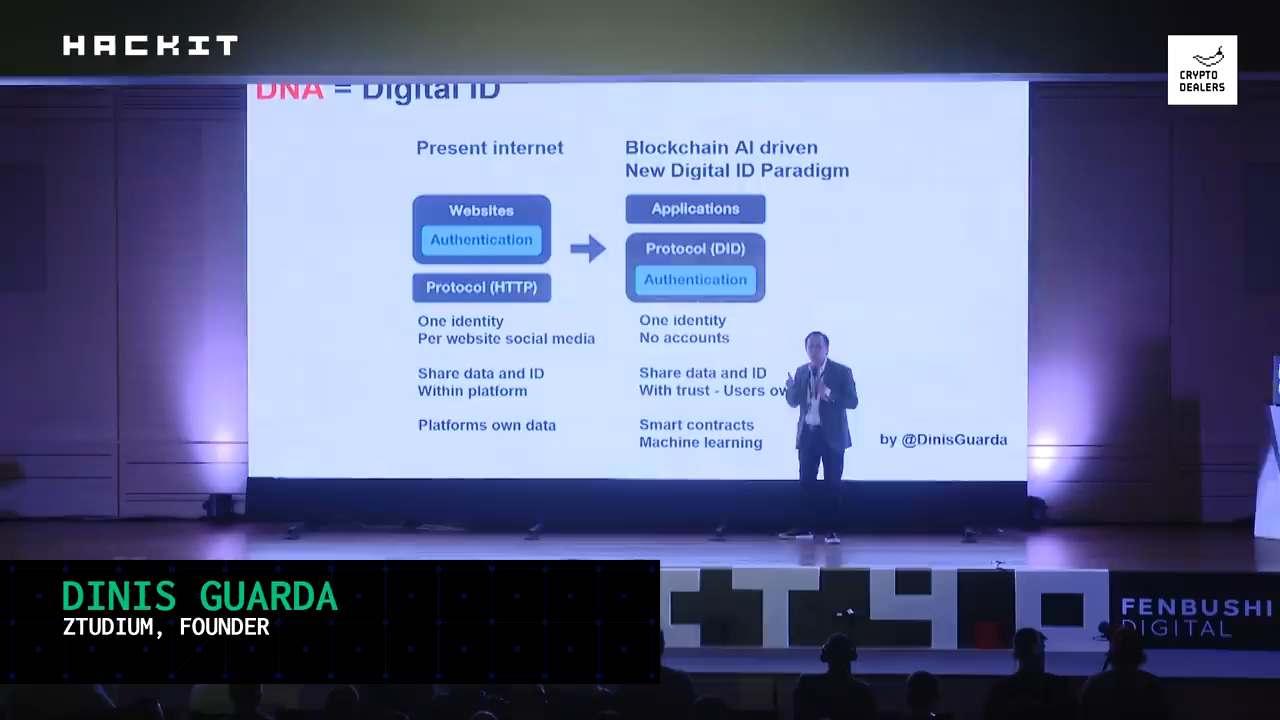 HACKIT
CRYPTO
DEALERS
DNA = Digital ID
Present internet
Websites
Authentication
Protocol (HTTP)
One identity
Per website social media
Share data and ID
Within platform
Platforms own data
Blockchain AI driven
New Digital ID Paradigm
Applications
Protocol (DID)
Authentication
One identity
No accounts
Share data and ID
With trust - Users
Smart contracts
Machine learning
by @DinisGuarda
DINIS GUARDA
ZTUDIUM, FOUNDER
FENBUSHI
DIGITAL